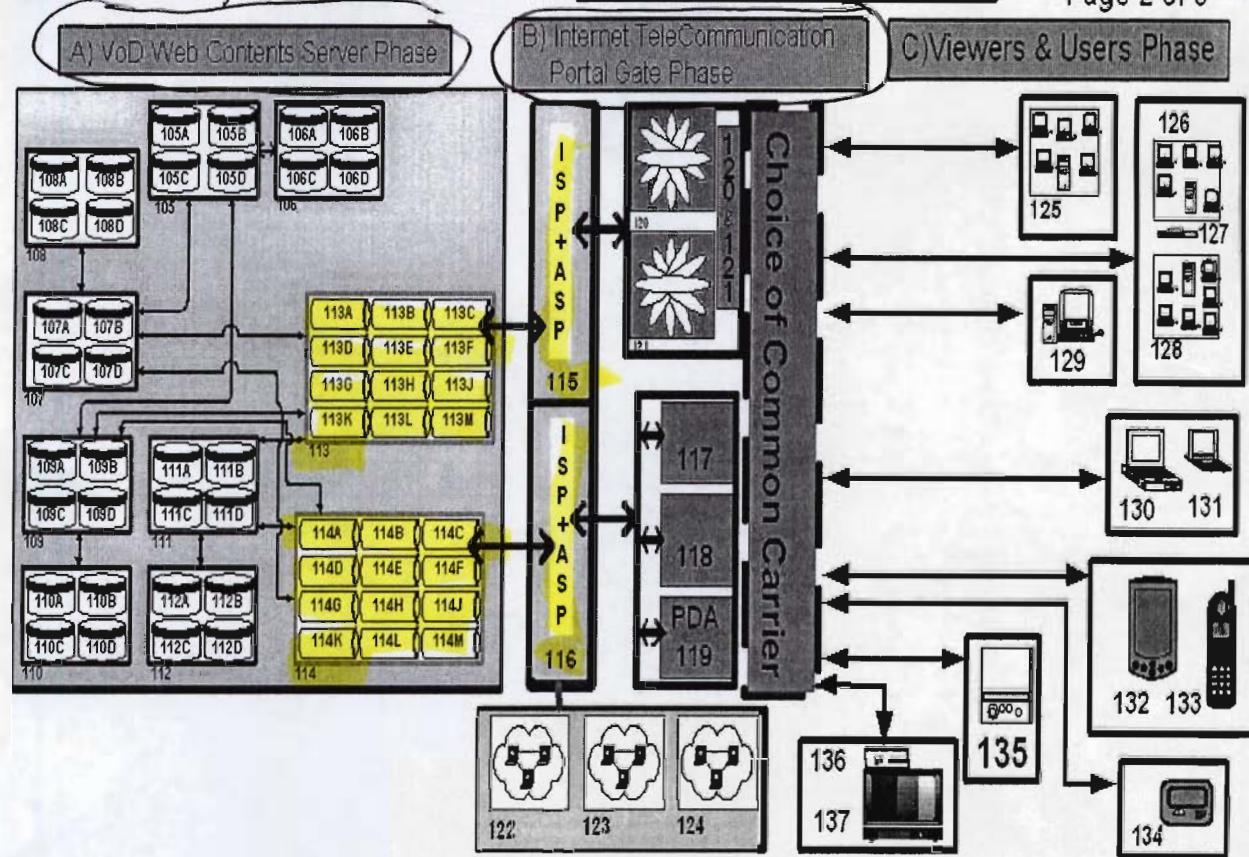 Page 2 of 6
A) VoD Web Contents Server Phase
B) Internet TeleCommunication
Portal Gate Phase
C)Viewers & Users Phase
105A 105B
105C 105D
105
106A 106B
106C 106D
106
108A 108B
108C 108D
108
107A 107B
107C 107D
107
113A 113B 113C
113D 113E 113F
113G 113H 113J
113K 113L 113M
113
109A 109B
109C 109D
109
111A 111B
111C 111D
111
114A 114B 114C
114D 114E 114F
114G 114H 114J
114K 114L 114M
114
110A 110B
110C 110D
110
112A 112B
112C 112D
112
ISP+ASP
115
ISP+ASP
116
120
121
120&121
117
118
PDA
119
Choice of Common Carrier
122
123
124
125
126
127
128
129
130
131
132
133
134
135
136
137